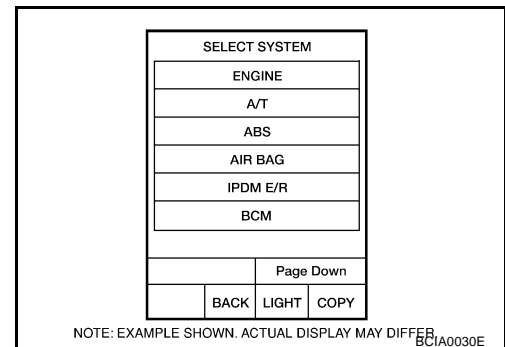 SELECT SYSTEM
ENGINE
A/T
ABS
AIR BAG
IPDM E/R
BCM
Page Down
BACK LIGHT COPY
NOTE: EXAMPLE SHOWN. ACTUAL DISPLAY MAY DIFFER.
BCIA0030E